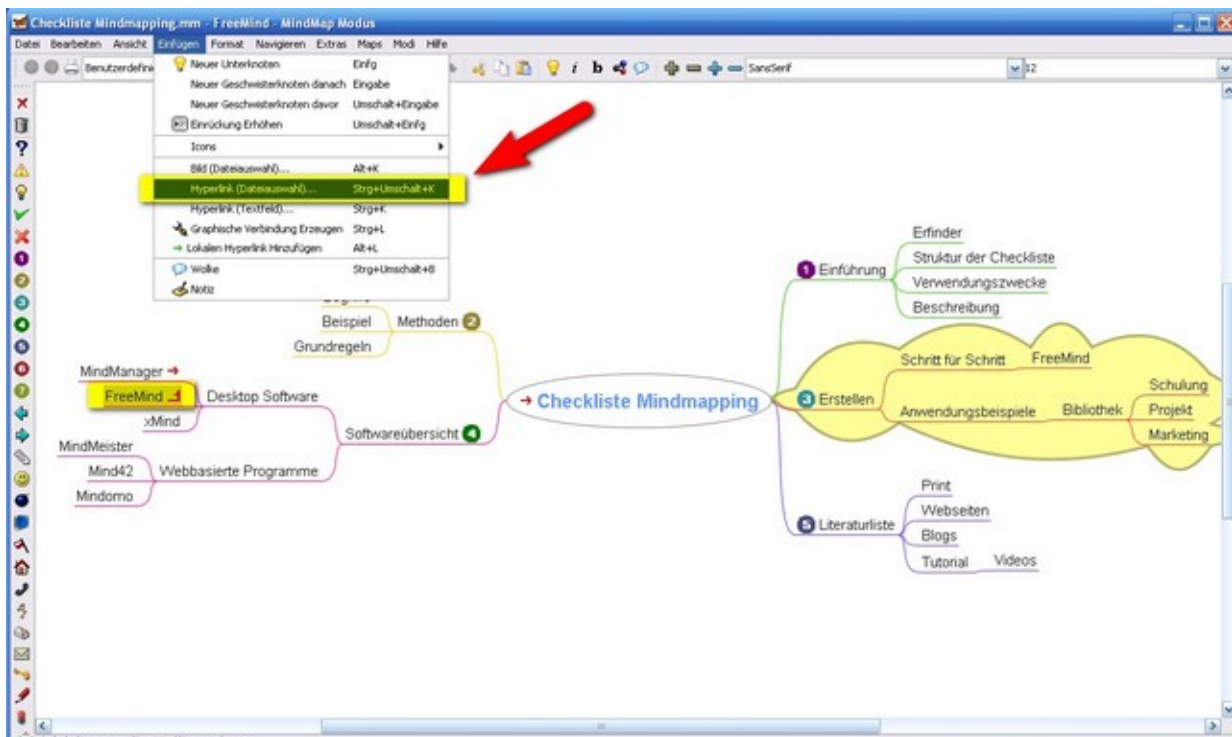 Checkliste Mindmapping.mm - FreeMind - MindMap Modus
Datei Bearbeiten Ansicht Einfügen Format Navigieren Extras Maps Modi Hilfe
SansSerif 12
Neuer Unterknoten Einfg
Neuer Geschwisterknoten danach Eingabe
Neuer Geschwisterknoten davor Umschalt+Eingabe
Einrückung Erhöhen Umschalt+Einfg
Icons
Bild (Dateiauswahl)... Alt+K
Hyperlink (Dateiauswahl)... Strg+Umschalt+K
Hyperlink (Textfeld)... Strg+K
Graphische Verbindung Erzeugen Strg+L
Lokalen Hyperlink Hinzufügen Alt+L
Wolke Strg+Umschalt+B
Notiz
Beispiel
Grundregeln
Methoden 2
MindManager
FreeMind
xMind
Desktop Software
MindMeister
Mind42
Mindomo
Webbasierte Programme
Softwareübersicht 4
Checkliste Mindmapping
1 Einführung
Erfinder
Struktur der Checkliste
Verwendungszwecke
Beschreibung
3 Erstellen
Schritt für Schritt FreeMind
Anwendungsbeispiele Bibliothek
Schulung
Projekt
Marketing
5 Literaturliste
Print
Webseiten
Blogs
Tutorial Videos